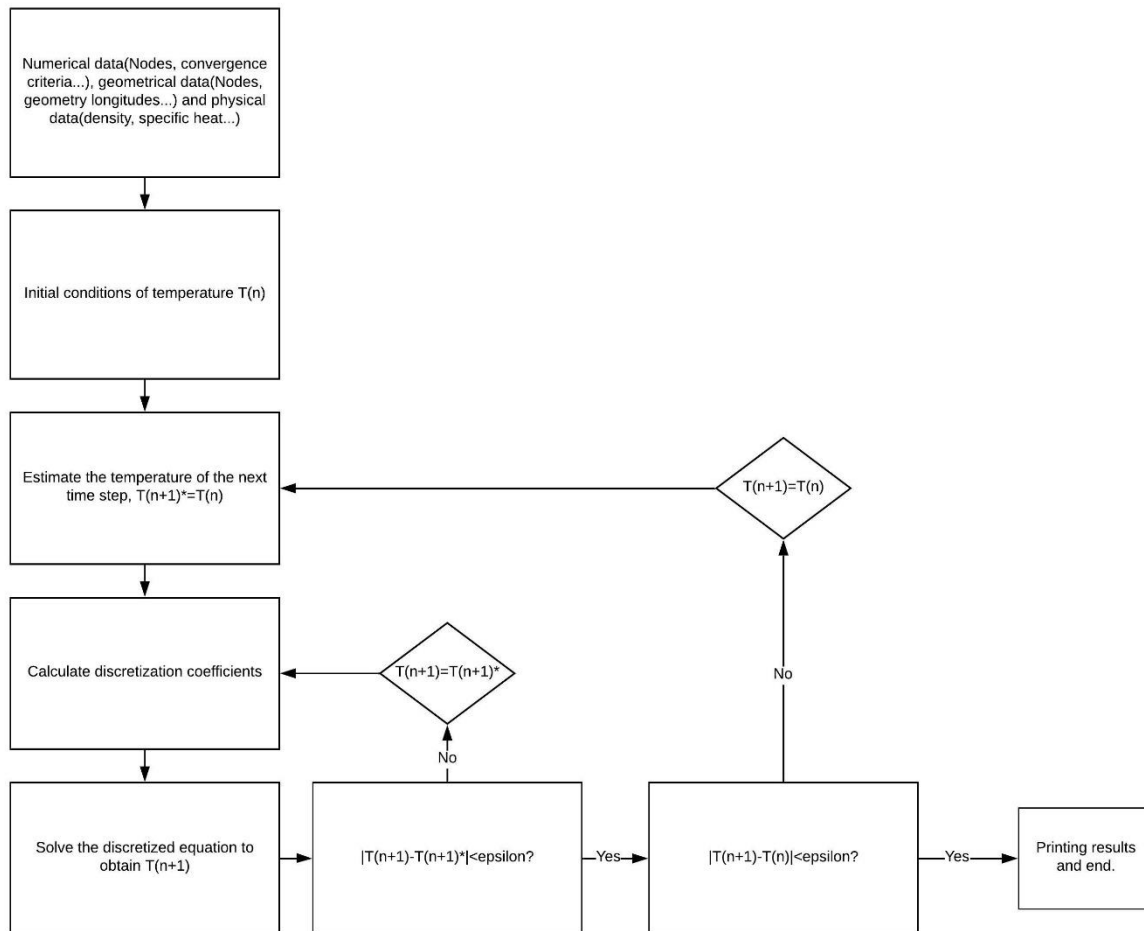 Numerical data(Nodes, convergence
criteria...), geometrical data(Nodes,
geometry longitudes...) and physical
data(density, specific heat...)
Initial conditions of temperature T(n)
Estimate the temperature of the next
time step, T(n+1)*=T(n)
T(n+1)=T(n)
Calculate discretization coefficients
T(n+1)=T(n+1)*
No
No
Solve the discretized equation to
obtain T(n+1)
|T(n+1)-T(n+1)*|<epsilon?
Yes
|T(n+1)-T(n)|<epsilon?
Yes
Printing results
and end.